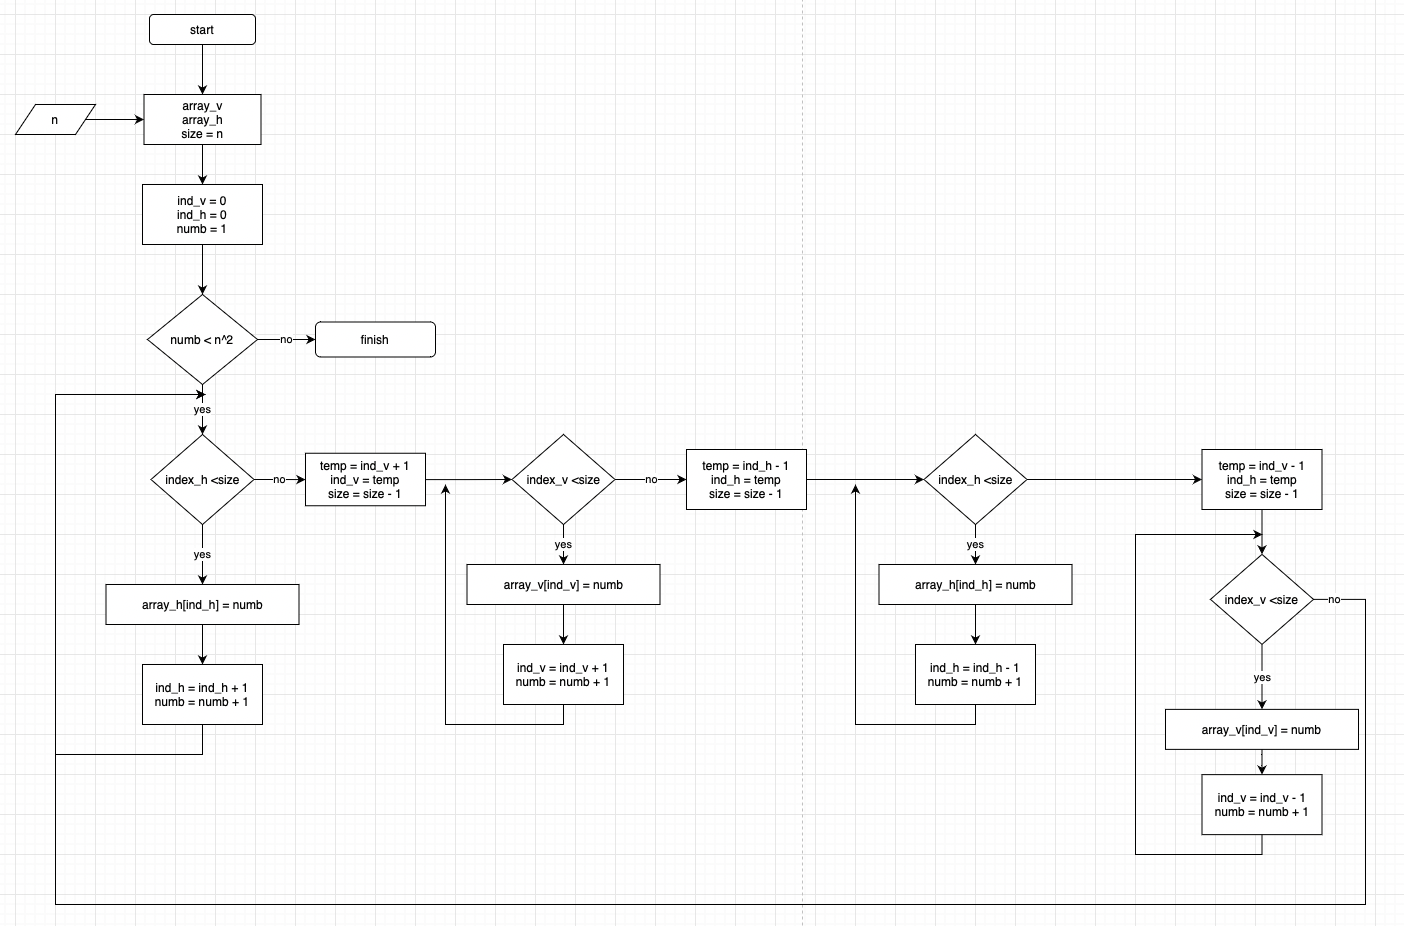 start
n
array_v
array_h
size = n
ind_v = 0
ind_h = 0
numb = 1
numb < n^2
no
finish
yes
index_h <size
no
temp = ind_v + 1
ind_v = temp
size = size - 1
index_v <size
no
temp = ind_h - 1
ind_h = temp
size = size - 1
index_h <size
temp = ind_v - 1
ind_h = temp
size = size - 1
yes
array_h[ind_h] = numb
ind_h = ind_h + 1
numb = numb + 1
yes
array_v[ind_v] = numb
ind_v = ind_v + 1
numb = numb + 1
yes
array_h[ind_h] = numb
ind_h = ind_h - 1
numb = numb + 1
index_v <size
no
yes
array_v[ind_v] = numb
ind_v = ind_v - 1
numb = numb + 1